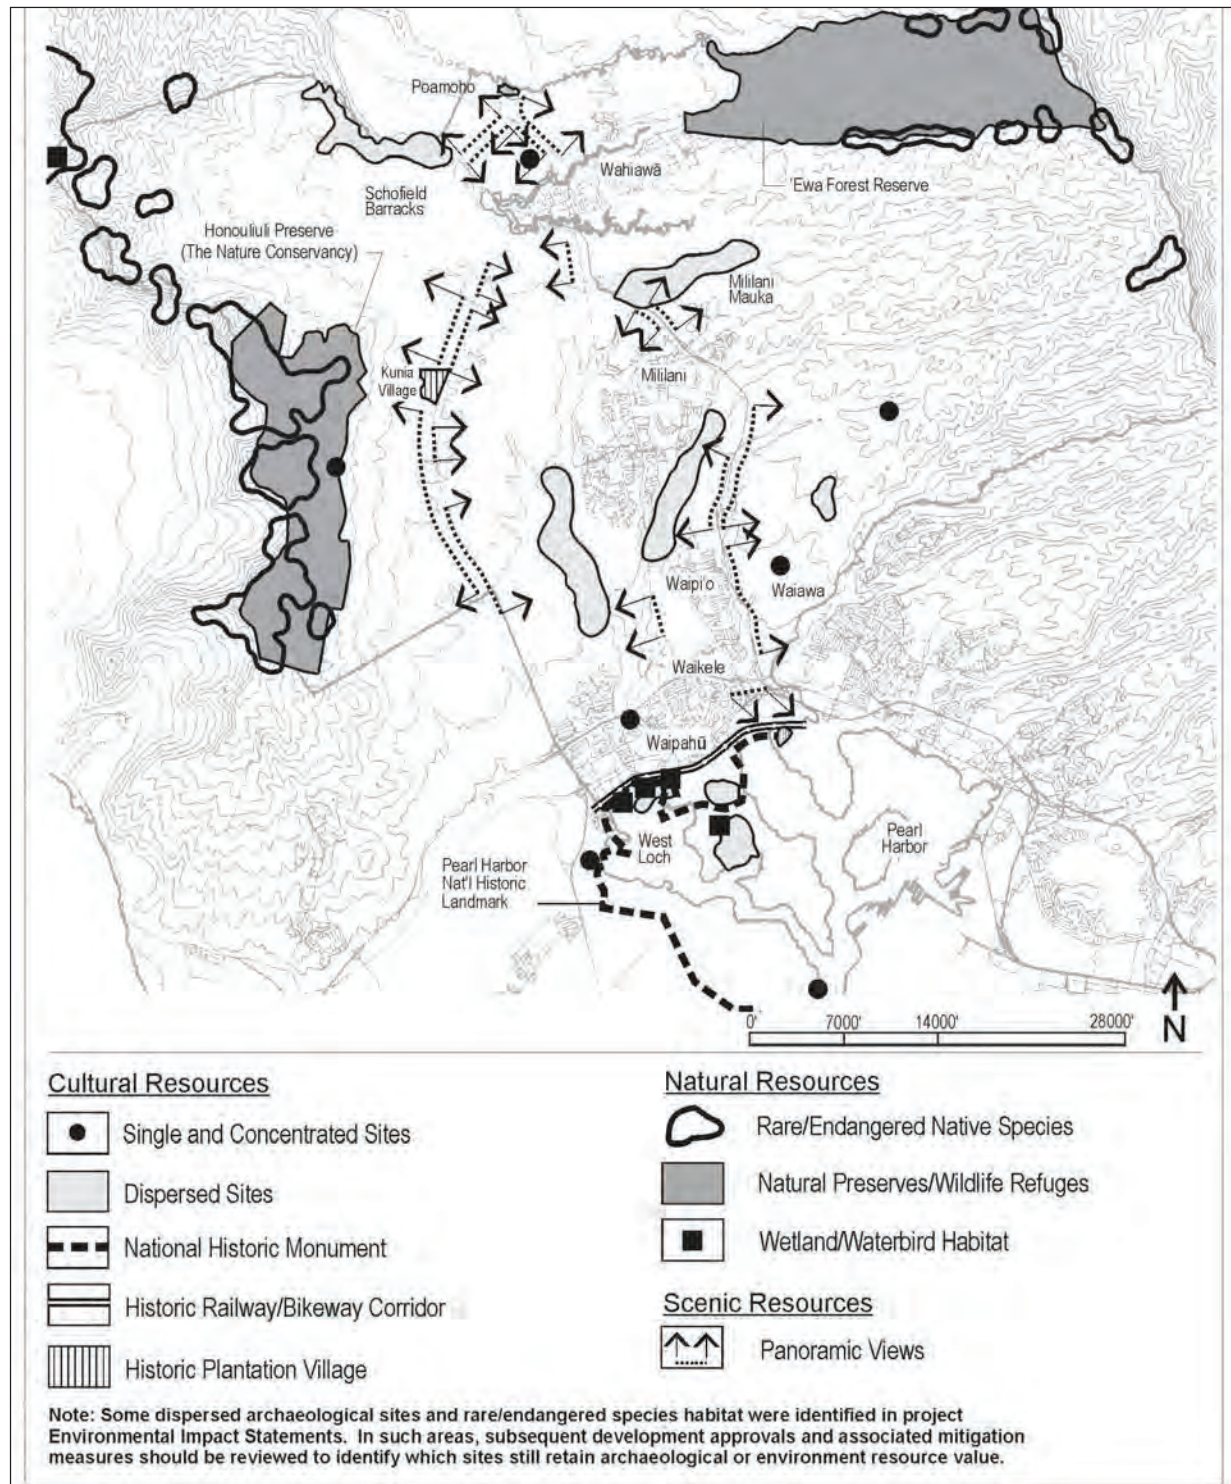 Poamoho
Wahiawā
'Ewa Forest Reserve
Schofield
Barracks
Honouliuli Preserve
(The Nature Conservancy)
Mililani
Mauka
Kunia
Village
Mililani
Waipi'o
Waiawa
Waikele
Waipahū
West
Loch
Pearl
Harbor
Pearl Harbor
Nat'l Historic
Landmark
0' 7000' 14000' 28000'
N
Cultural Resources
Single and Concentrated Sites
Dispersed Sites
National Historic Monument
Historic Railway/Bikeway Corridor
Historic Plantation Village
Natural Resources
Rare/Endangered Native Species
Natural Preserves/Wildlife Refuges
Wetland/Waterbird Habitat
Scenic Resources
Panoramic Views
Note: Some dispersed archaeological sites and rare/endangered species habitat were identified in project
Environmental Impact Statements. In such areas, subsequent development approvals and associated mitigation
measures should be reviewed to identify which sites still retain archaeological or environment resource value.